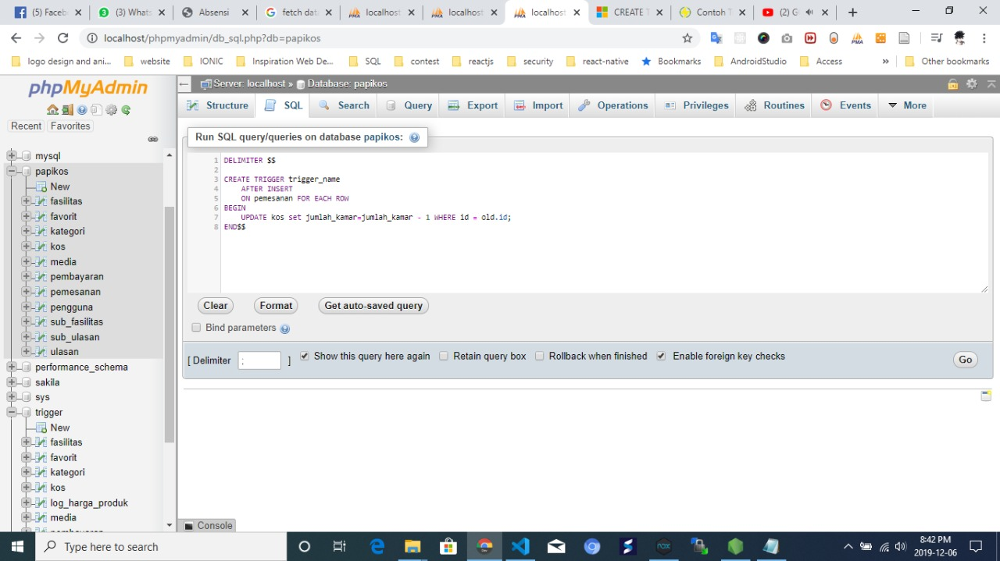 (5) Faceb
(3) Whats
Absensi
fetch data
localhost
localhost
localhost
CREATE T
Contoh T
(2) G
localhost/phpmyadmin/db_sql.php?db=papikos
logo design and ani...
website
IONIC
Inspiration Web De...
SQL
contest
reactjs
security
react-native
Bookmarks
AndroidStudio
Access
»
Other bookmarks
phpMyAdmin
Recent
Favorites
mysql
papikos
New
fasilitas
favorit
kategori
kos
media
pembayaran
pemesanan
pengguna
sub_fasilitas
sub_ulasan
ulasan
performance_schema
sakila
sys
trigger
New
fasilitas
favorit
kategori
kos
log_harga_produk
media
pembayaran
Server: localhost » Database: papikos
Structure
SQL
Search
Query
Export
Import
Operations
Privileges
Routines
Events
More
Run SQL query/queries on database papikos:
1 DELIMITER $$
2
3 CREATE TRIGGER trigger_name
4 AFTER INSERT
5 ON pemesanan FOR EACH ROW
6 BEGIN
7 UPDATE kos set jumlah_kamar=jumlah_kamar - 1 WHERE id = old.id;
8 END$$
Clear
Format
Get auto-saved query
Bind parameters
[ Delimiter ; ]
Show this query here again
Retain query box
Rollback when finished
Enable foreign key checks
Go
Console
Type here to search
8:42 PM
2019-12-06